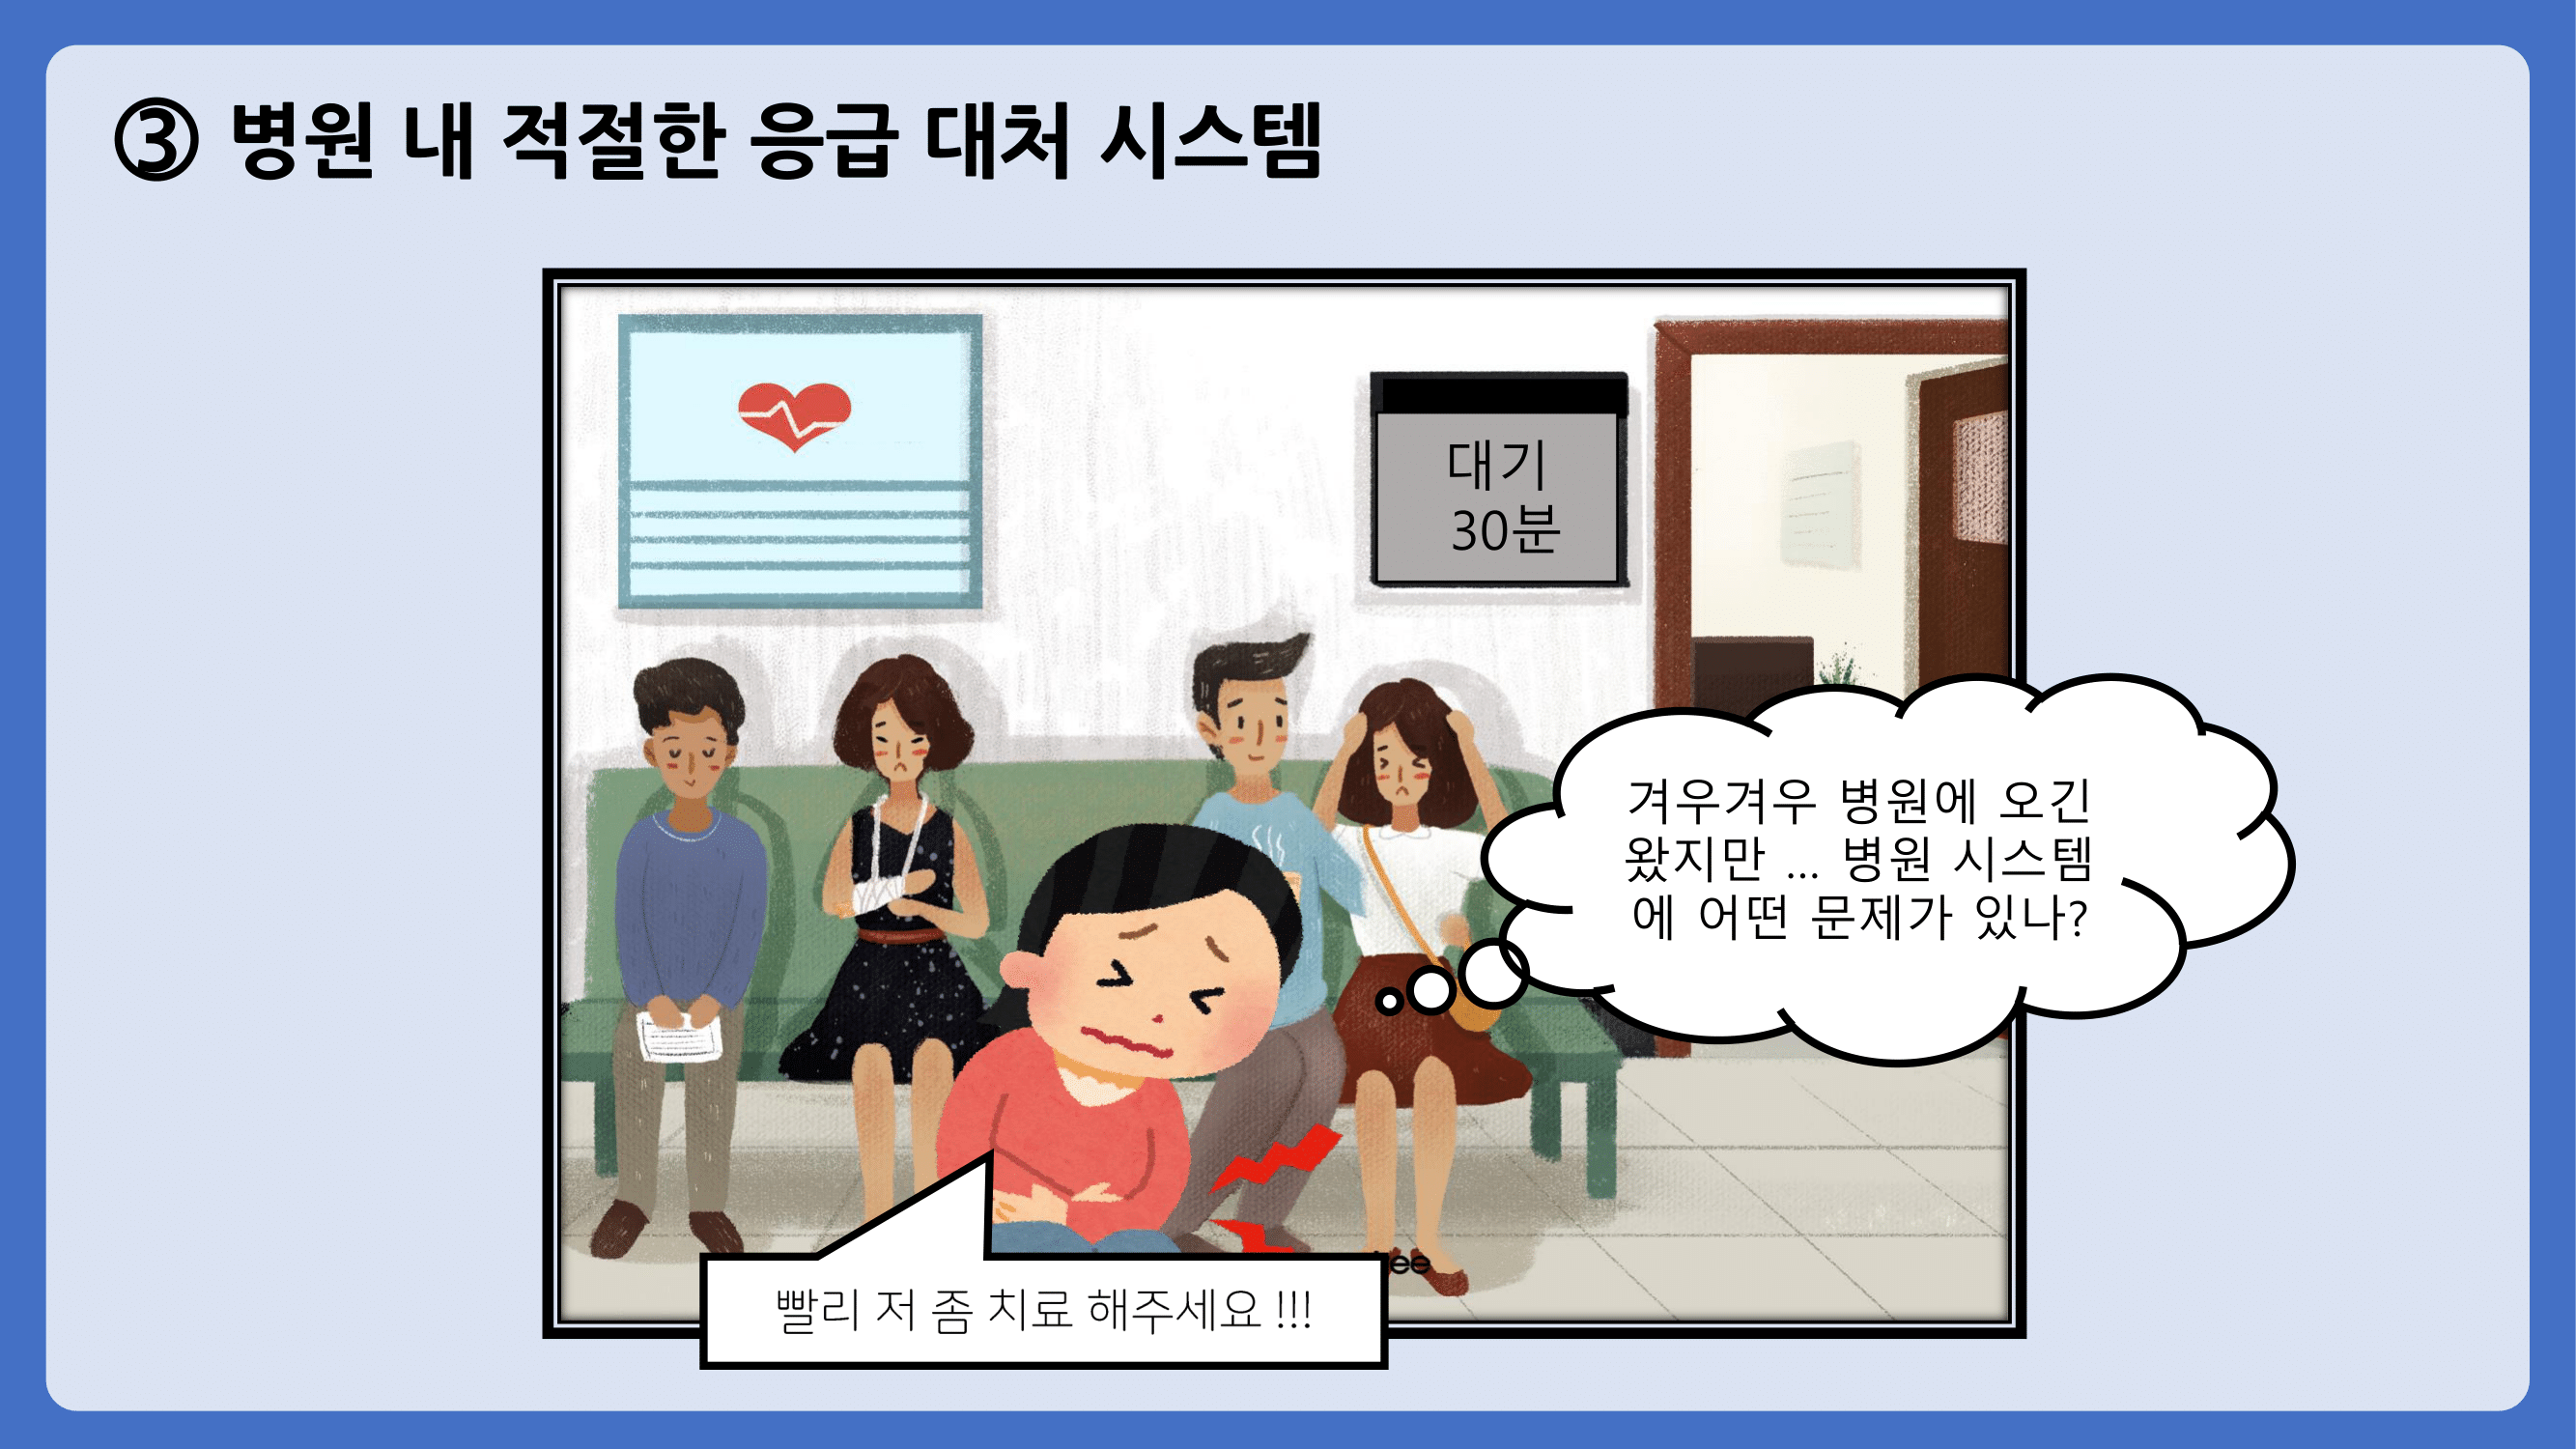 ③ 병원 내 적절한 응급 대처 시스템
대기
30분
겨우겨우 병원에 오긴
왔지만 ... 병원 시스템
에 어떤 문제가 있나?
ee
빨리 저 좀 치료 해주세요 !!!